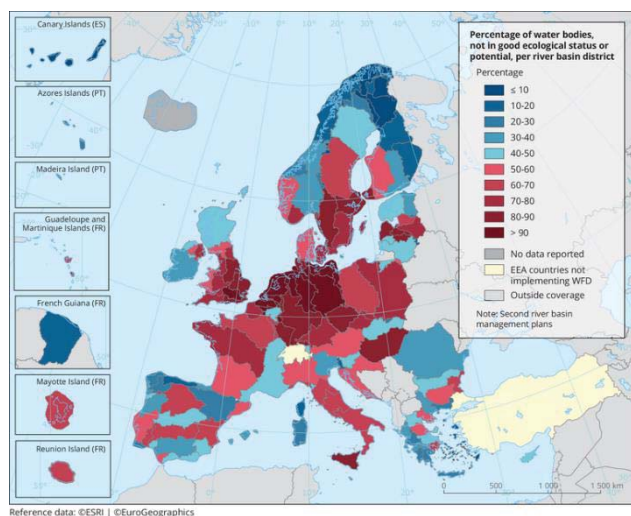 Canary Islands (ES)
Azores Islands (PT)
Madeira Island (PT)
Guadeloupe and
Martinique Islands (FR)
French Guiana (FR)
Mayotte Island (FR)
Reunion Island (FR)
Percentage of water bodies,
not in good ecological status or
potential, per river basin district
Percentage
≤ 10
10-20
20-30
30-40
40-50
50-60
60-70
70-80
80-90
> 90
No data reported
EEA countries not
implementing WFD
Outside coverage
Note: Second river basin
management plans
0 500 1 000 1 500 km
Reference data: ©ESRI | ©EuroGeographics